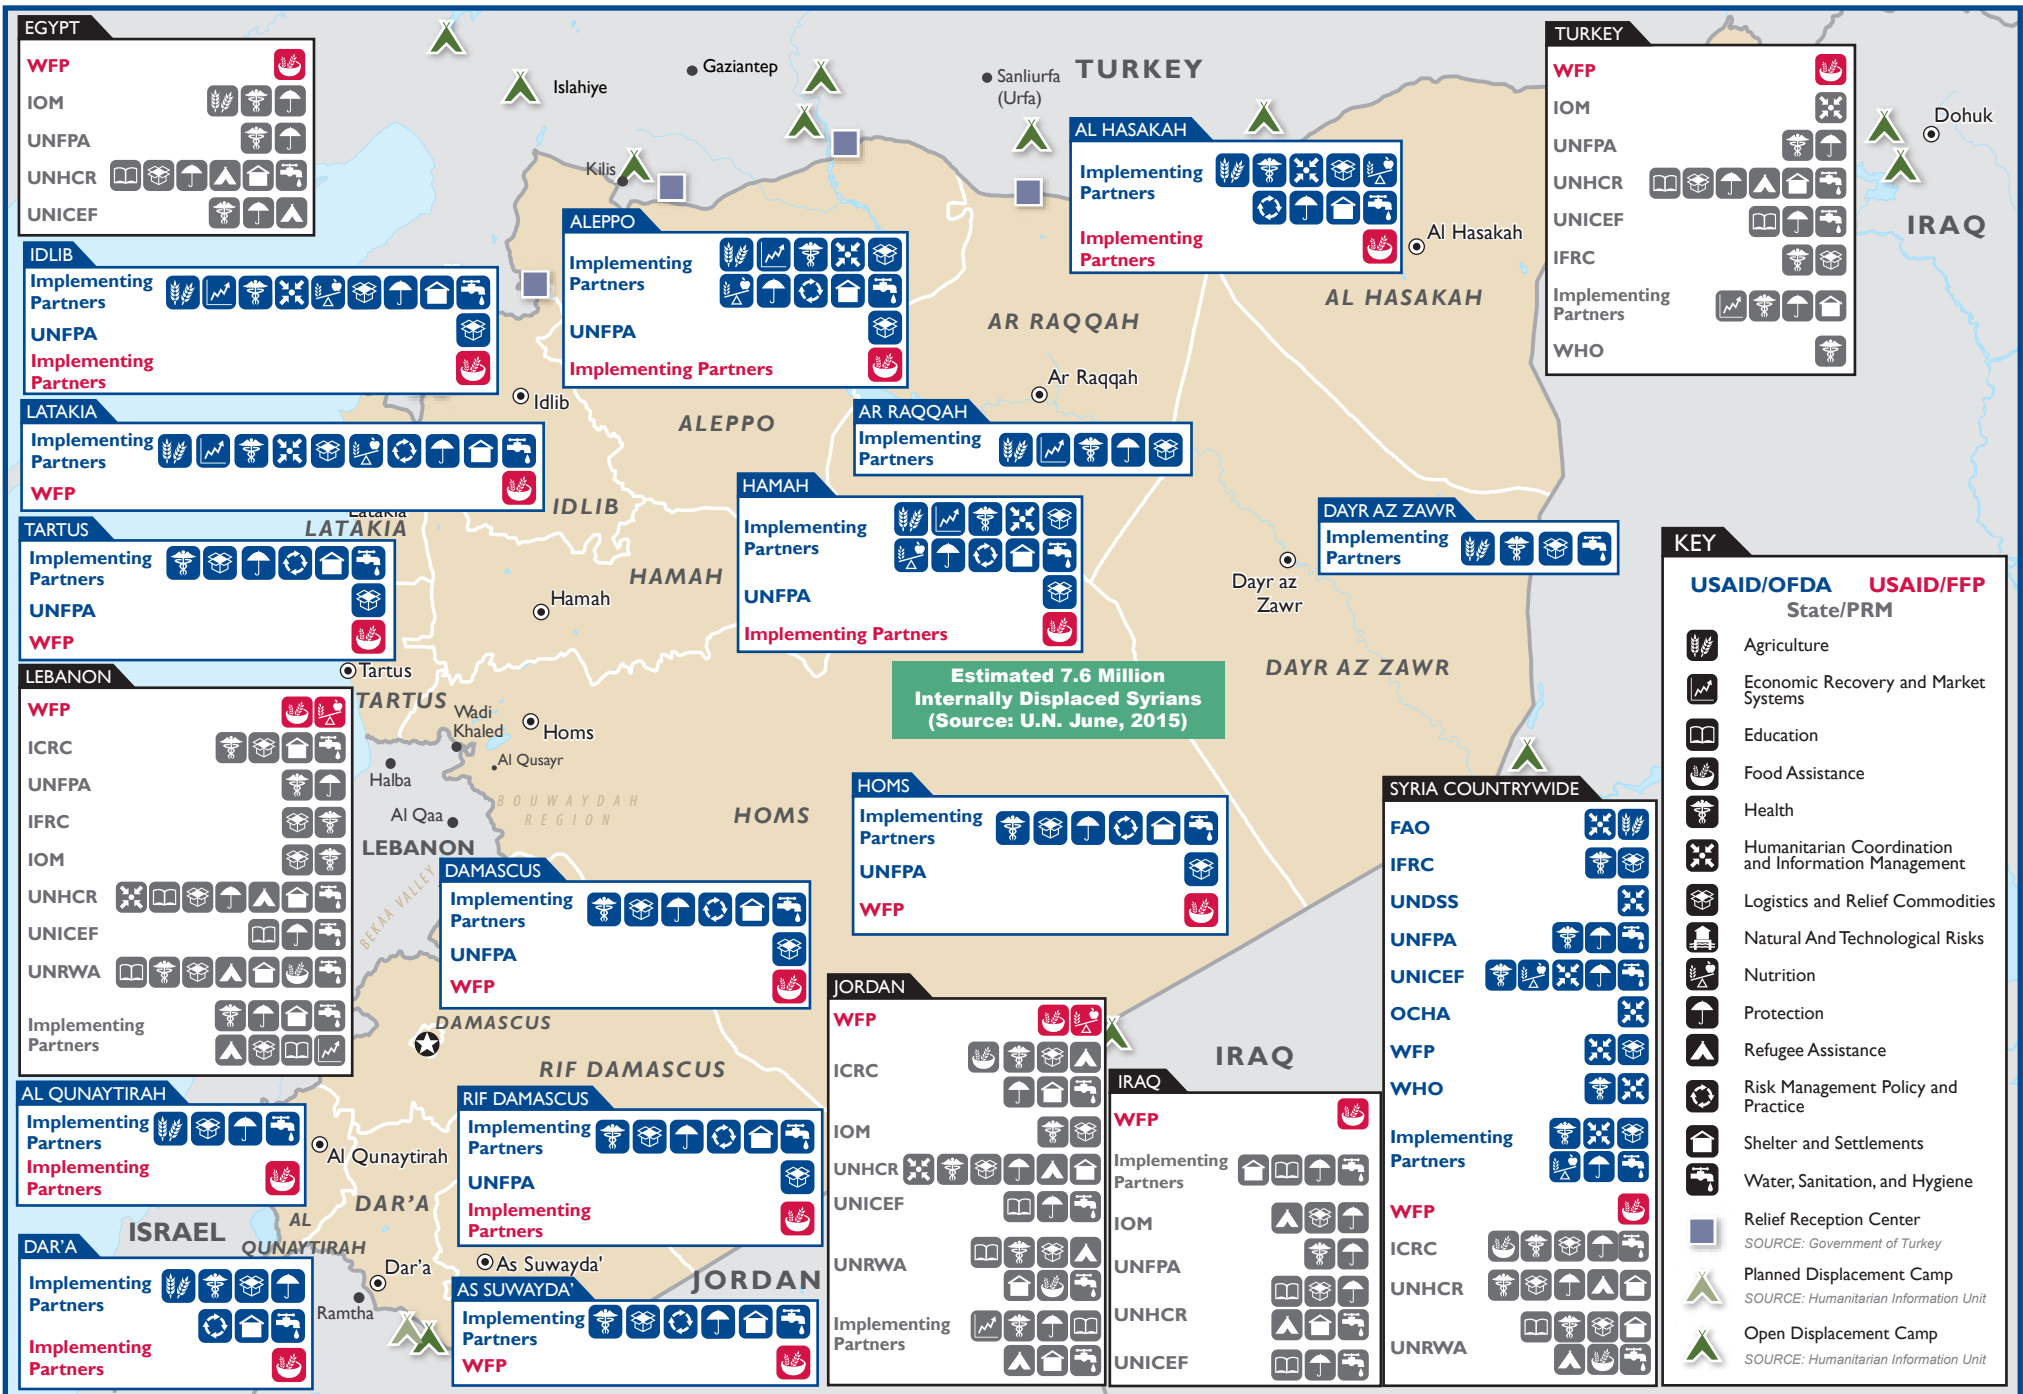 EGYPT
WFP
IOM
UNFPA
UNHCR
UNICEF
IDLIB
Implementing
Partners
UNFPA
Implementing
Partners
LATAKIA
Implementing
Partners
WFP
TARTUS
Implementing
Partners
UNFPA
WFP
LEBANON
WFP
ICRC
UNFPA
IFRC
IOM
UNHCR
UNICEF
UNRWA
Implementing
Partners
AL QUNAYTIRAH
Implementing
Partners
Implementing
Partners
DAR'A
Implementing
Partners
Implementing
Partners
ALEPPO
Implementing
Partners
UNFPA
Implementing Partners
AL HASAKAH
Implementing
Partners
Implementing
Partners
AR RAQQAH
Implementing
Partners
HAMAH
Implementing
Partners
UNFPA
Implementing Partners
DAYR AZ ZAWR
Implementing
Partners
HOMS
Implementing
Partners
UNFPA
WFP
DAMASCUS
Implementing
Partners
UNFPA
WFP
RIF DAMASCUS
Implementing
Partners
UNFPA
Implementing
Partners
AS SUWAYDA'
Implementing
Partners
WFP
JORDAN
WFP
ICRC
IOM
UNHCR
UNICEF
UNRWA
Implementing
Partners
IRAQ
WFP
Implementing
Partners
IOM
UNFPA
UNHCR
UNICEF
SYRIA COUNTRYWIDE
FAO
IFRC
UNDSS
UNFPA
UNICEF
OCHA
WFP
WHO
Implementing
Partners
WFP
ICRC
UNHCR
UNRWA
TURKEY
WFP
IOM
UNFPA
UNHCR
UNICEF
IFRC
Implementing
Partners
WHO
KEY
USAID/OFDA USAID/FFP
State/PRM
Agriculture
Economic Recovery and Market
Systems
Education
Food Assistance
Health
Humanitarian Coordination
and Information Management
Logistics and Relief Commodities
Natural And Technological Risks
Nutrition
Protection
Refugee Assistance
Risk Management Policy and
Practice
Shelter and Settlements
Water, Sanitation, and Hygiene
Relief Reception Center
SOURCE: Government of Turkey
Planned Displacement Camp
SOURCE: Humanitarian Information Unit
Open Displacement Camp
SOURCE: Humanitarian Information Unit
Estimated 7.6 Million
Internally Displaced Syrians
(Source: U.N. June, 2015)
Islahiye
Gaziantep
Sanliurfa
(Urfa)
TURKEY
Kilis
Dohuk
IRAQ
Al Hasakah
AL HASAKAH
AR RAQQAH
Ar Raqqah
Idlib
ALEPPO
IDLIB
Latakia
LATAKIA
HAMAH
Hamah
Dayr az
Zawr
DAYR AZ ZAWR
Tartus
TARTUS
Wadi
Khaled
Homs
Al Qusayr
Halba
BOUWAYDAH
REGION
HOMS
Al Qaa
LEBANON
BEKAA VALLEY
DAMASCUS
RIF DAMASCUS
IRAQ
Al Qunaytirah
DAR'A
AL
QUNAYTIRAH
ISRAEL
Dar'a
As Suwayda'
JORDAN
Ramtha